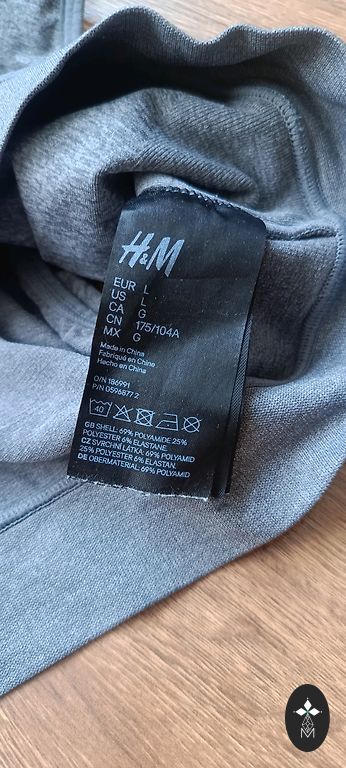 H&M
EUR L
US L
CA G
CN 175/104A
MX G
Made in China
Fabriqué en Chine
Hecho en China
O/N 186991
P/N 05968772
40
GB SHELL: 69% POLYAMIDE 25%
POLYESTER 6% ELASTANE.
CZ SVRCHNÍ LÁTKA: 69% POLYAMID
25% POLYESTER 6% ELASTAN.
DE OBERMATERIAL: 69% POLYAMID
M